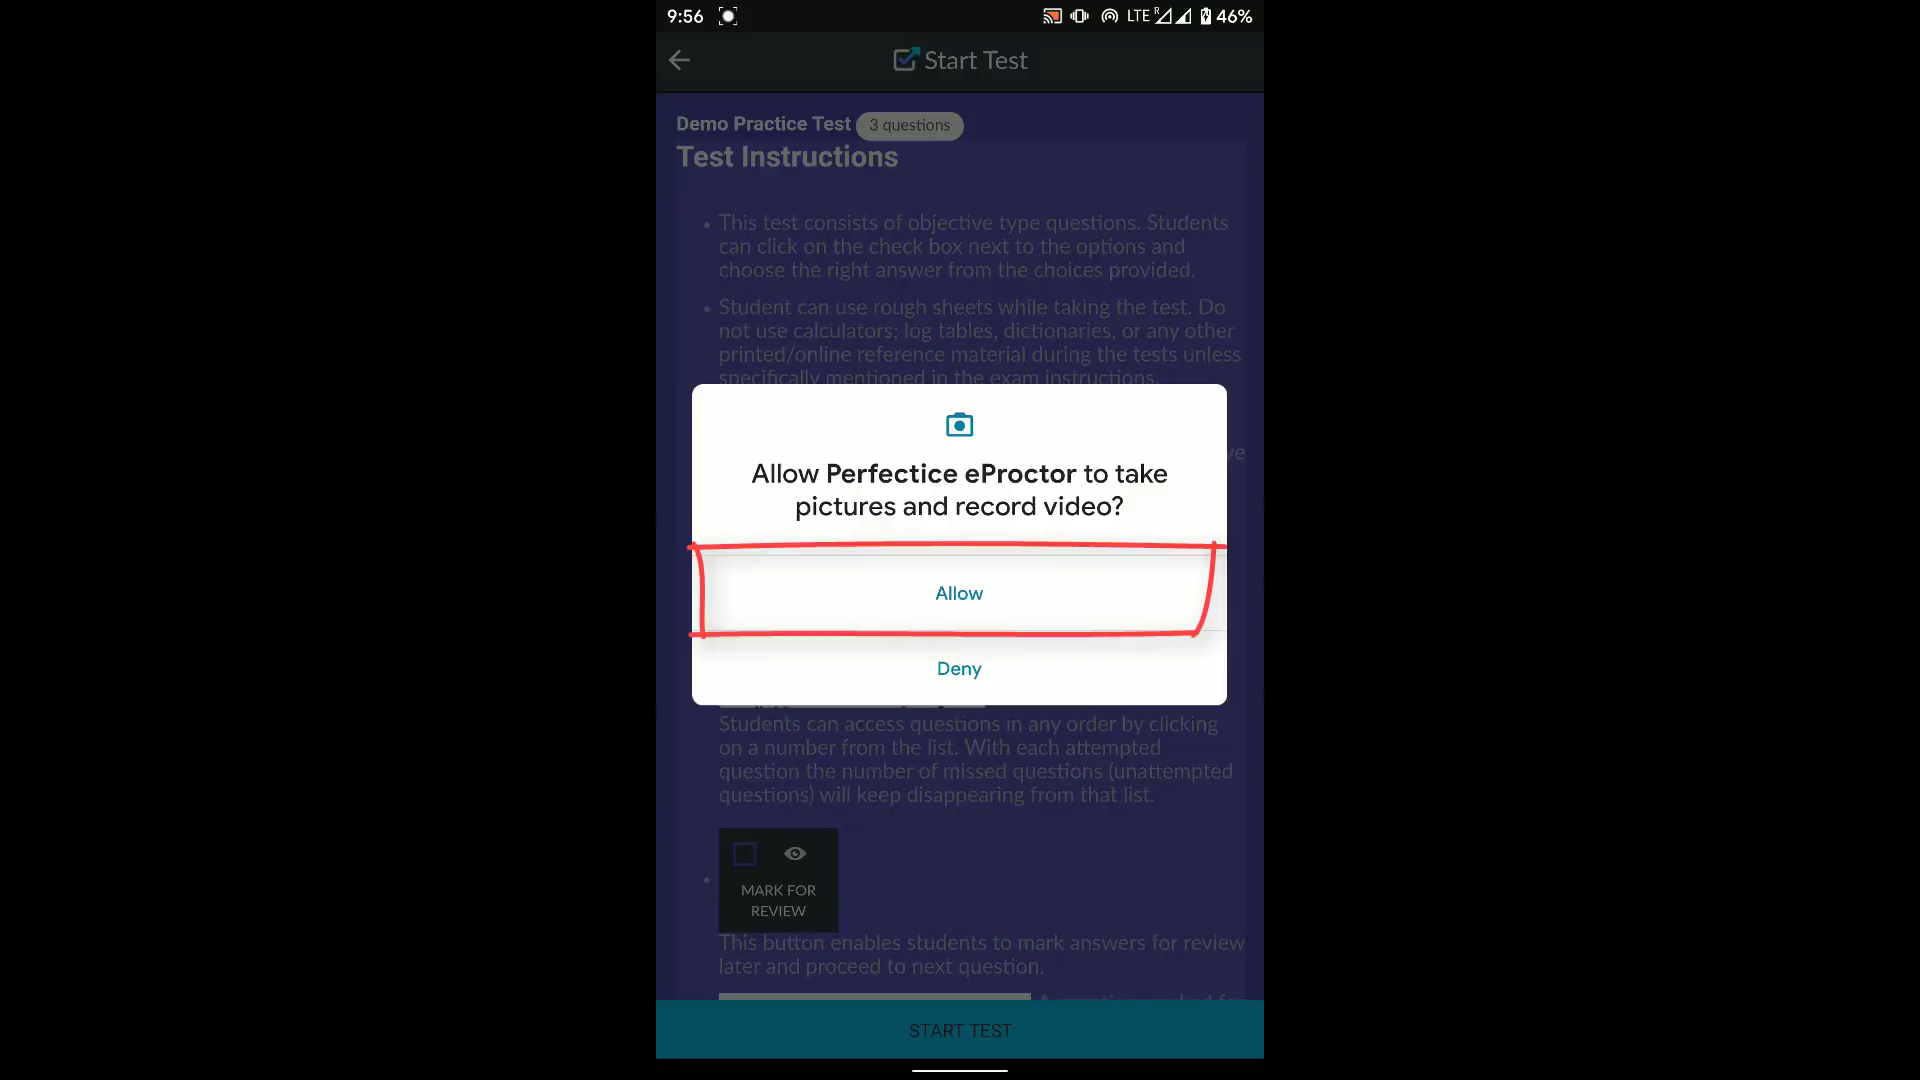 9:56 LTE R 46%
Start Test
Demo Practice Test 3 questions
Test Instructions
This test consists of objective type questions. Students
can click on the check box next to the options and
choose the right answer from the choices provided.
Student can use rough sheets while taking the test. Do
not use calculators; log tables, dictionaries, or any other
printed/online reference material during the tests unless
specifically mentioned in the exam instructions.
Allow Perfectice eProctor to take
pictures and record video?
Allow
Deny
Students can access questions in any order by clicking
on a number from the list. With each attempted
question the number of missed questions (unattempted
questions) will keep disappearing from that list.
MARK FOR
REVIEW
This button enables students to mark answers for review
later and proceed to next question.
START TEST